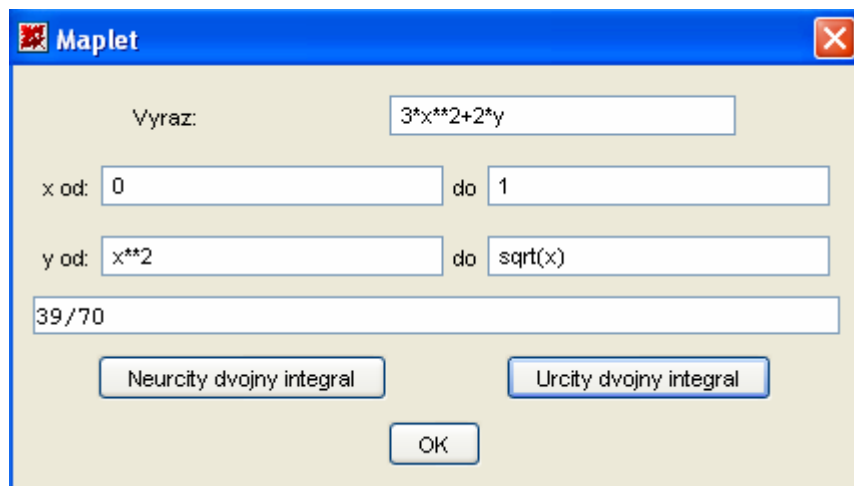 Maplet
Vyraz: 3*x**2+2*y
x od: 0 do 1
y od: x**2 do sqrt(x)
39/70
Neurcity dvojny integral Urcity dvojny integral
OK